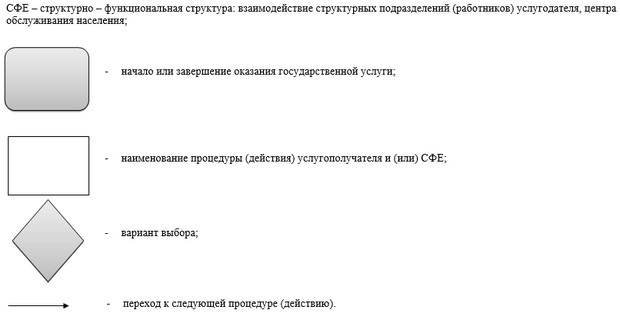 СФЕ – структурно – функциональная структура: взаимодействие структурных подразделений (работников) услугодателя, центра
обслуживания населения;
- начало или завершение оказания государственной услуги;
- наименование процедуры (действия) услугополучателя и (или) СФЕ;
- вариант выбора;
- переход к следующей процедуре (действию).